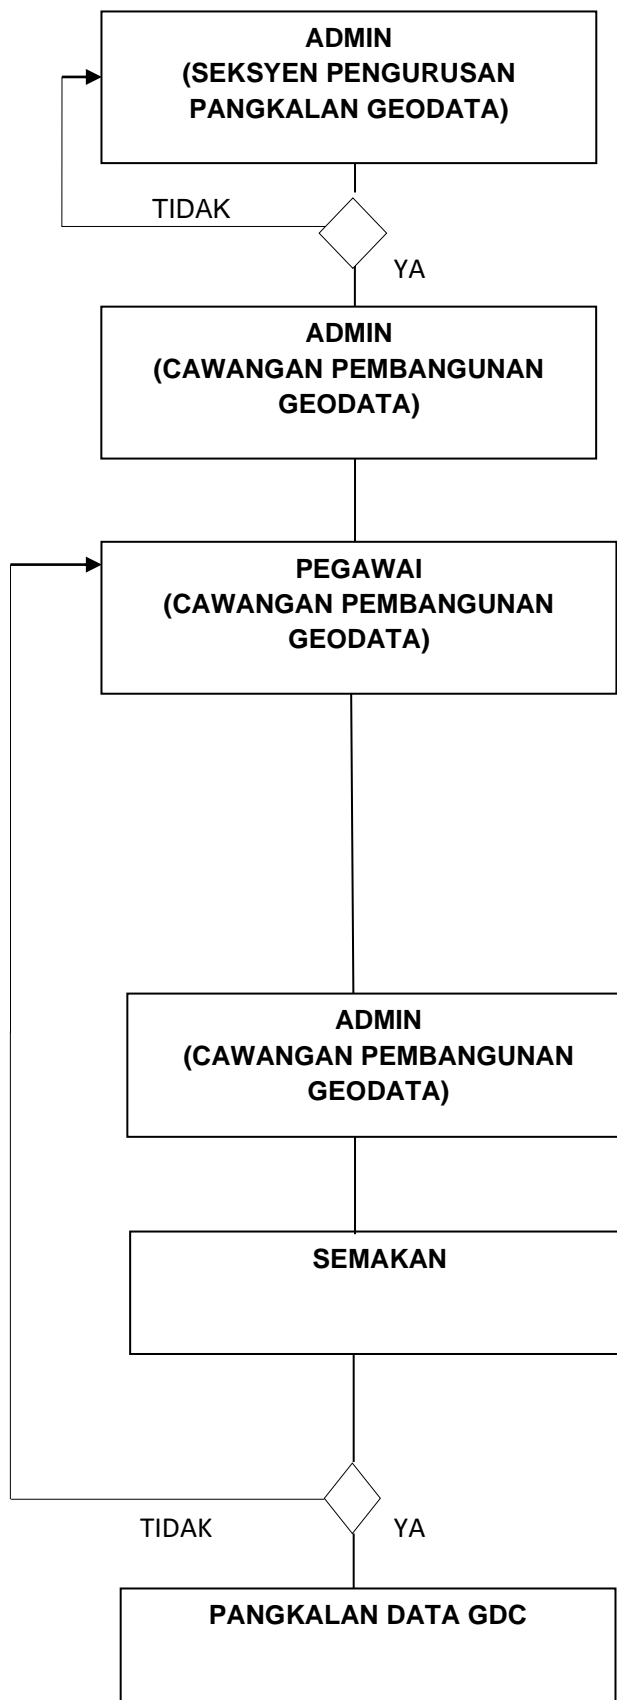 ADMIN
(SEKSYEN PENGURUSAN
PANGKALAN GEODATA)
TIDAK
YA
ADMIN
(CAWANGAN PEMBANGUNAN
GEODATA)
PEGAWAI
(CAWANGAN PEMBANGUNAN
GEODATA)
ADMIN
(CAWANGAN PEMBANGUNAN
GEODATA)
SEMAKAN
TIDAK
YA
PANGKALAN DATA GDC